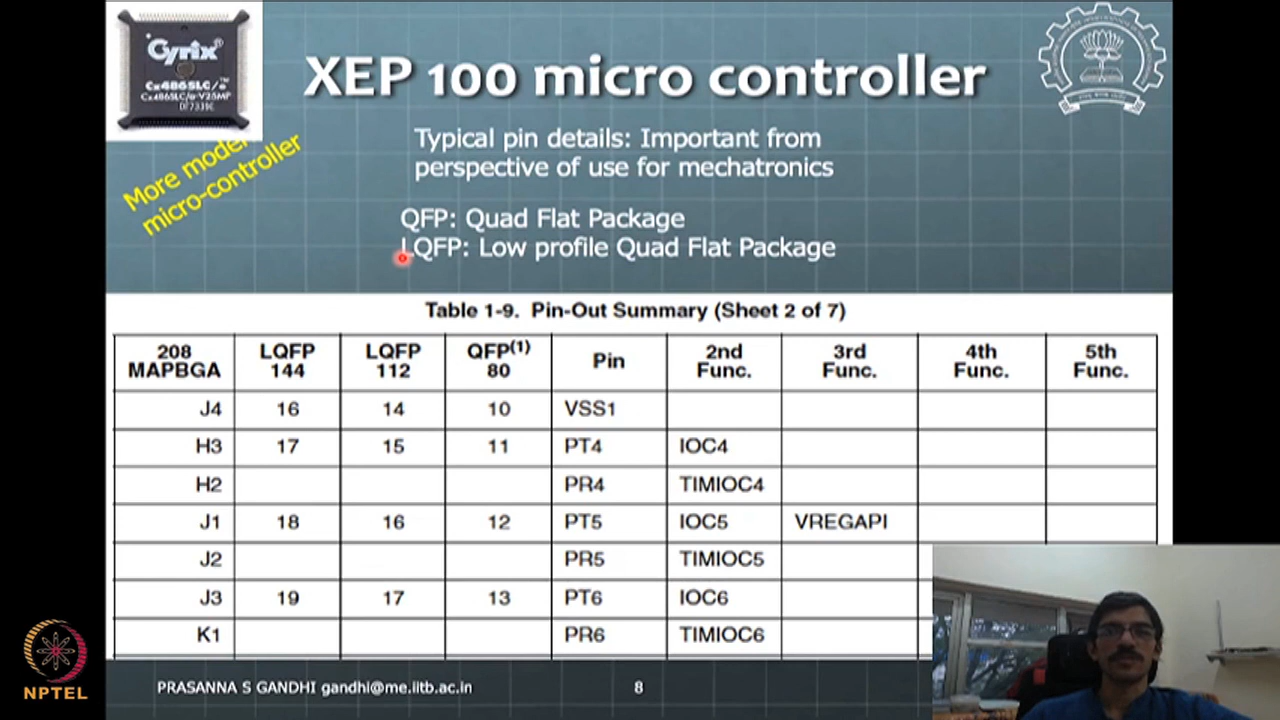 Cyrix
XEP 100 micro controller
More mode
micro-controller
Typical pin details: Important from
perspective of use for mechatronics
QFP: Quad Flat Package
LQFP: Low profile Quad Flat Package
Table 1-9. Pin-Out Summary (Sheet 2 of 7)
208 MAPBGA LQFP 144 LQFP 112 QFP(1) 80 Pin 2nd Func. 3rd Func. 4th Func. 5th Func.
J4 16 14 10 VSS1
H3 17 15 11 PT4 IOC4
H2 PR4 TIMIOC4
J1 18 16 12 PT5 IOC5 VREGAPI
J2 PR5 TIMIOC5
J3 19 17 13 PT6 IOC6
K1 PR6 TIMIOC6
NPTEL
PRASANNA S GANDHI gandhi@me.iitb.ac.in
8